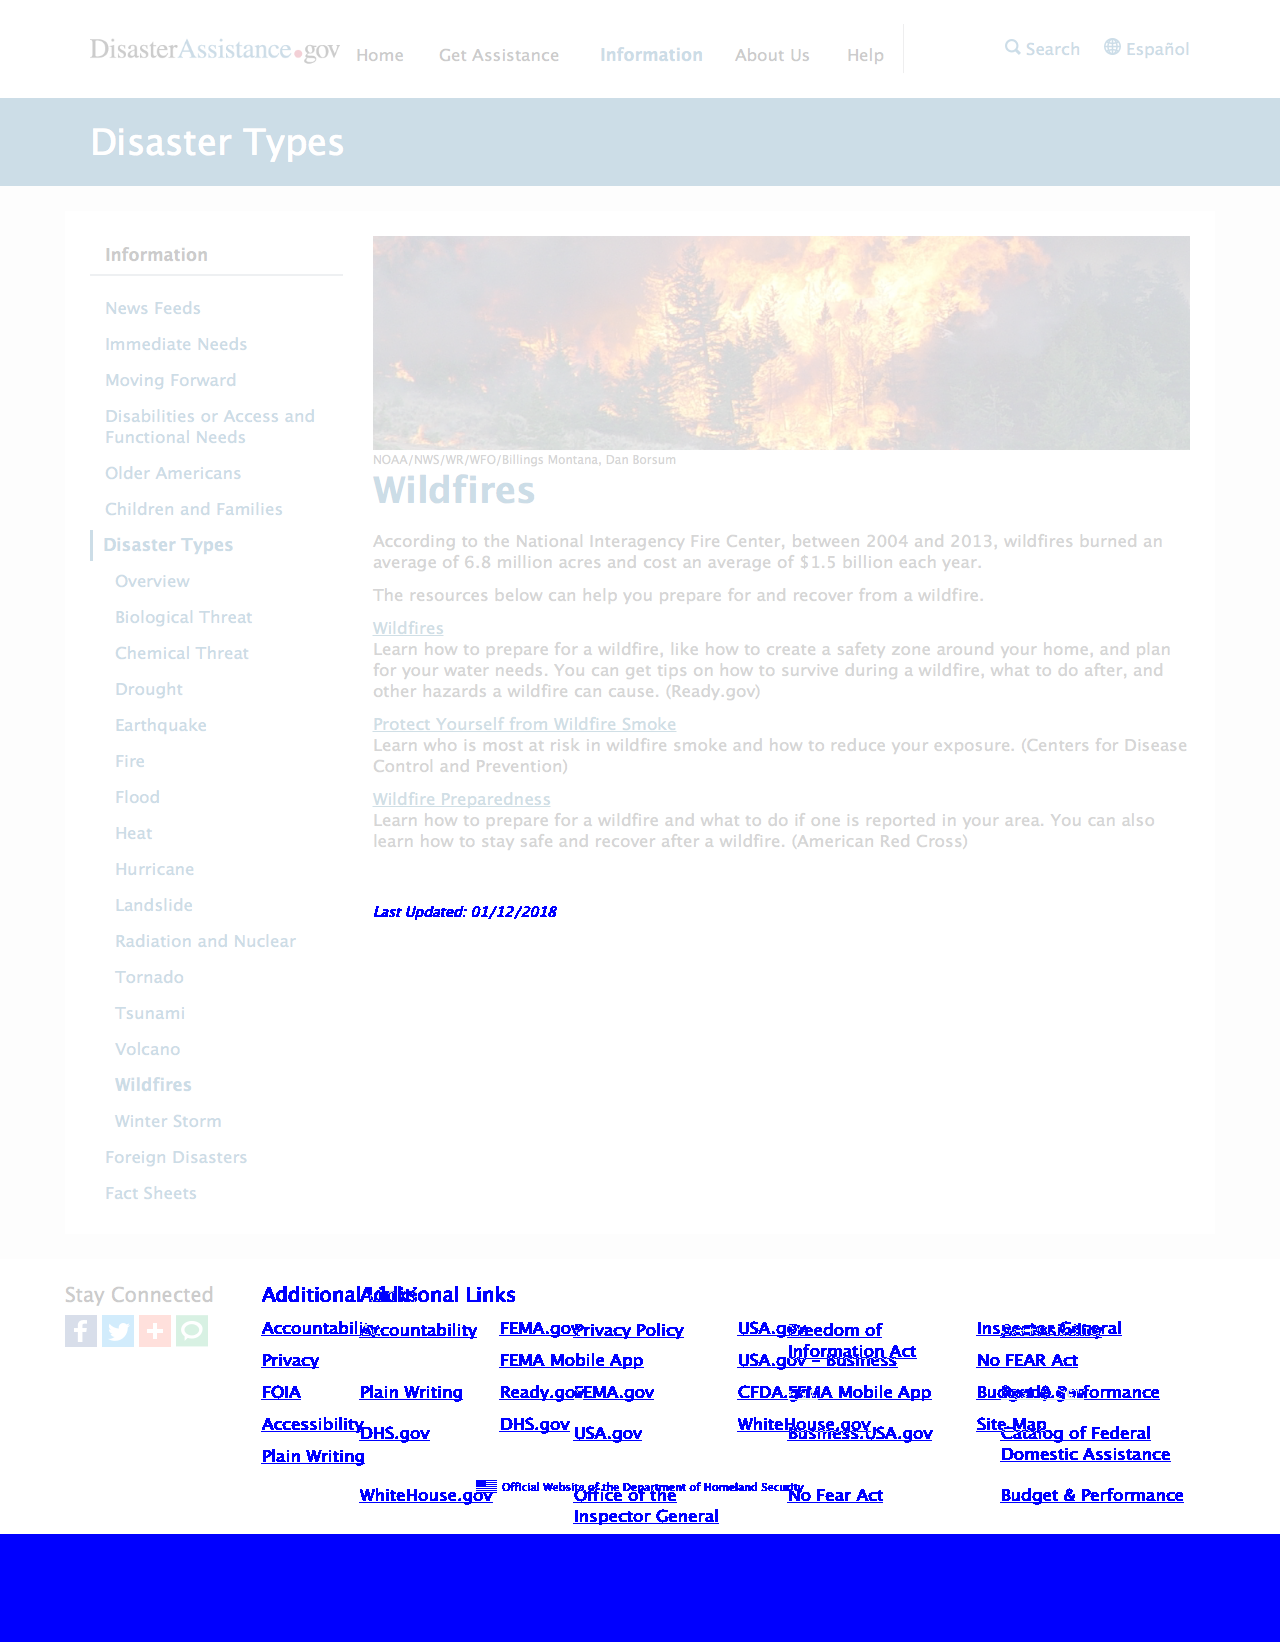 DisasterAssistance.gov
Home Get Assistance Information About Us Help
Search Español
Disaster Types
Information
News Feeds
Immediate Needs
Moving Forward
Disabilities or Access and
Functional Needs
Older Americans
Children and Families
Disaster Types
Overview
Biological Threat
Chemical Threat
Drought
Earthquake
Fire
Flood
Heat
Hurricane
Landslide
Radiation and Nuclear
Tornado
Tsunami
Volcano
Wildfires
Winter Storm
Foreign Disasters
Fact Sheets
NOAA/NWS/WR/WFO/Billings Montana, Dan Borsum
Wildfires
According to the National Interagency Fire Center, between 2004 and 2013, wildfires burned an
average of 6.8 million acres and cost an average of $1.5 billion each year.
The resources below can help you prepare for and recover from a wildfire.
Wildfires
Learn how to prepare for a wildfire, like how to create a safety zone around your home, and plan
for your water needs. You can get tips on how to survive during a wildfire, what to do after, and
other hazards a wildfire can cause. (Ready.gov)
Protect Yourself from Wildfire Smoke
Learn who is most at risk in wildfire smoke and how to reduce your exposure. (Centers for Disease
Control and Prevention)
Wildfire Preparedness
Learn how to prepare for a wildfire and what to do if one is reported in your area. You can also
learn how to stay safe and recover after a wildfire. (American Red Cross)
Last Updated: 01/12/2018
Stay Connected
Additional Links
Additional Links
Accountability FEMA.gov USA.gov Inspector General
Accountability Privacy Policy Freedom of
Information Act
Privacy FEMA Mobile App USA.gov – Business No FEAR Act
FOIA Ready.gov CFDA.gov Budget & Performance
Plain Writing FEMA.gov FEMA Mobile App
Accessibility DHS.gov WhiteHouse.gov Site Map
DHS.gov USA.gov Business.USA.gov Catalog of Federal
Domestic Assistance
Plain Writing
Official Website of the Department of Homeland Security
WhiteHouse.gov Office of the No Fear Act Budget & Performance
Inspector General